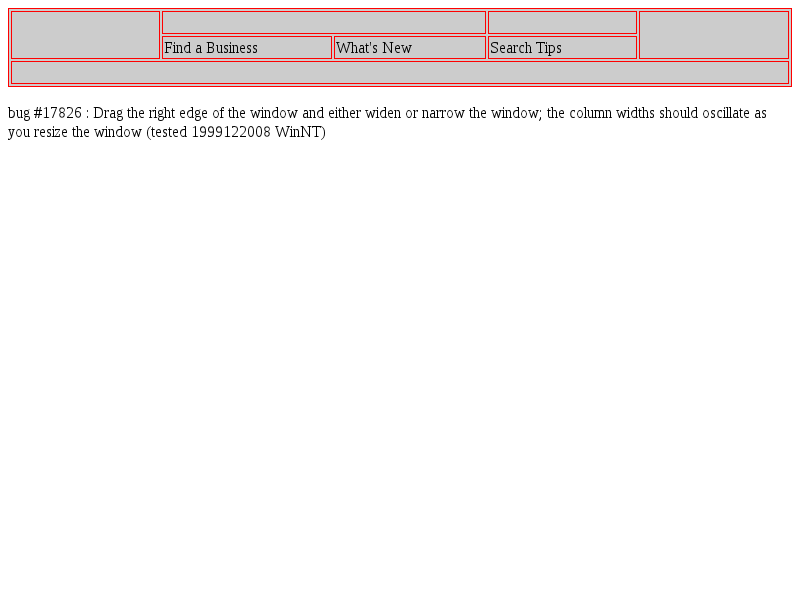 Find a Business What's New Search Tips
bug #17826 : Drag the right edge of the window and either widen or narrow the window; the column widths should oscillate as
you resize the window (tested 1999122008 WinNT)